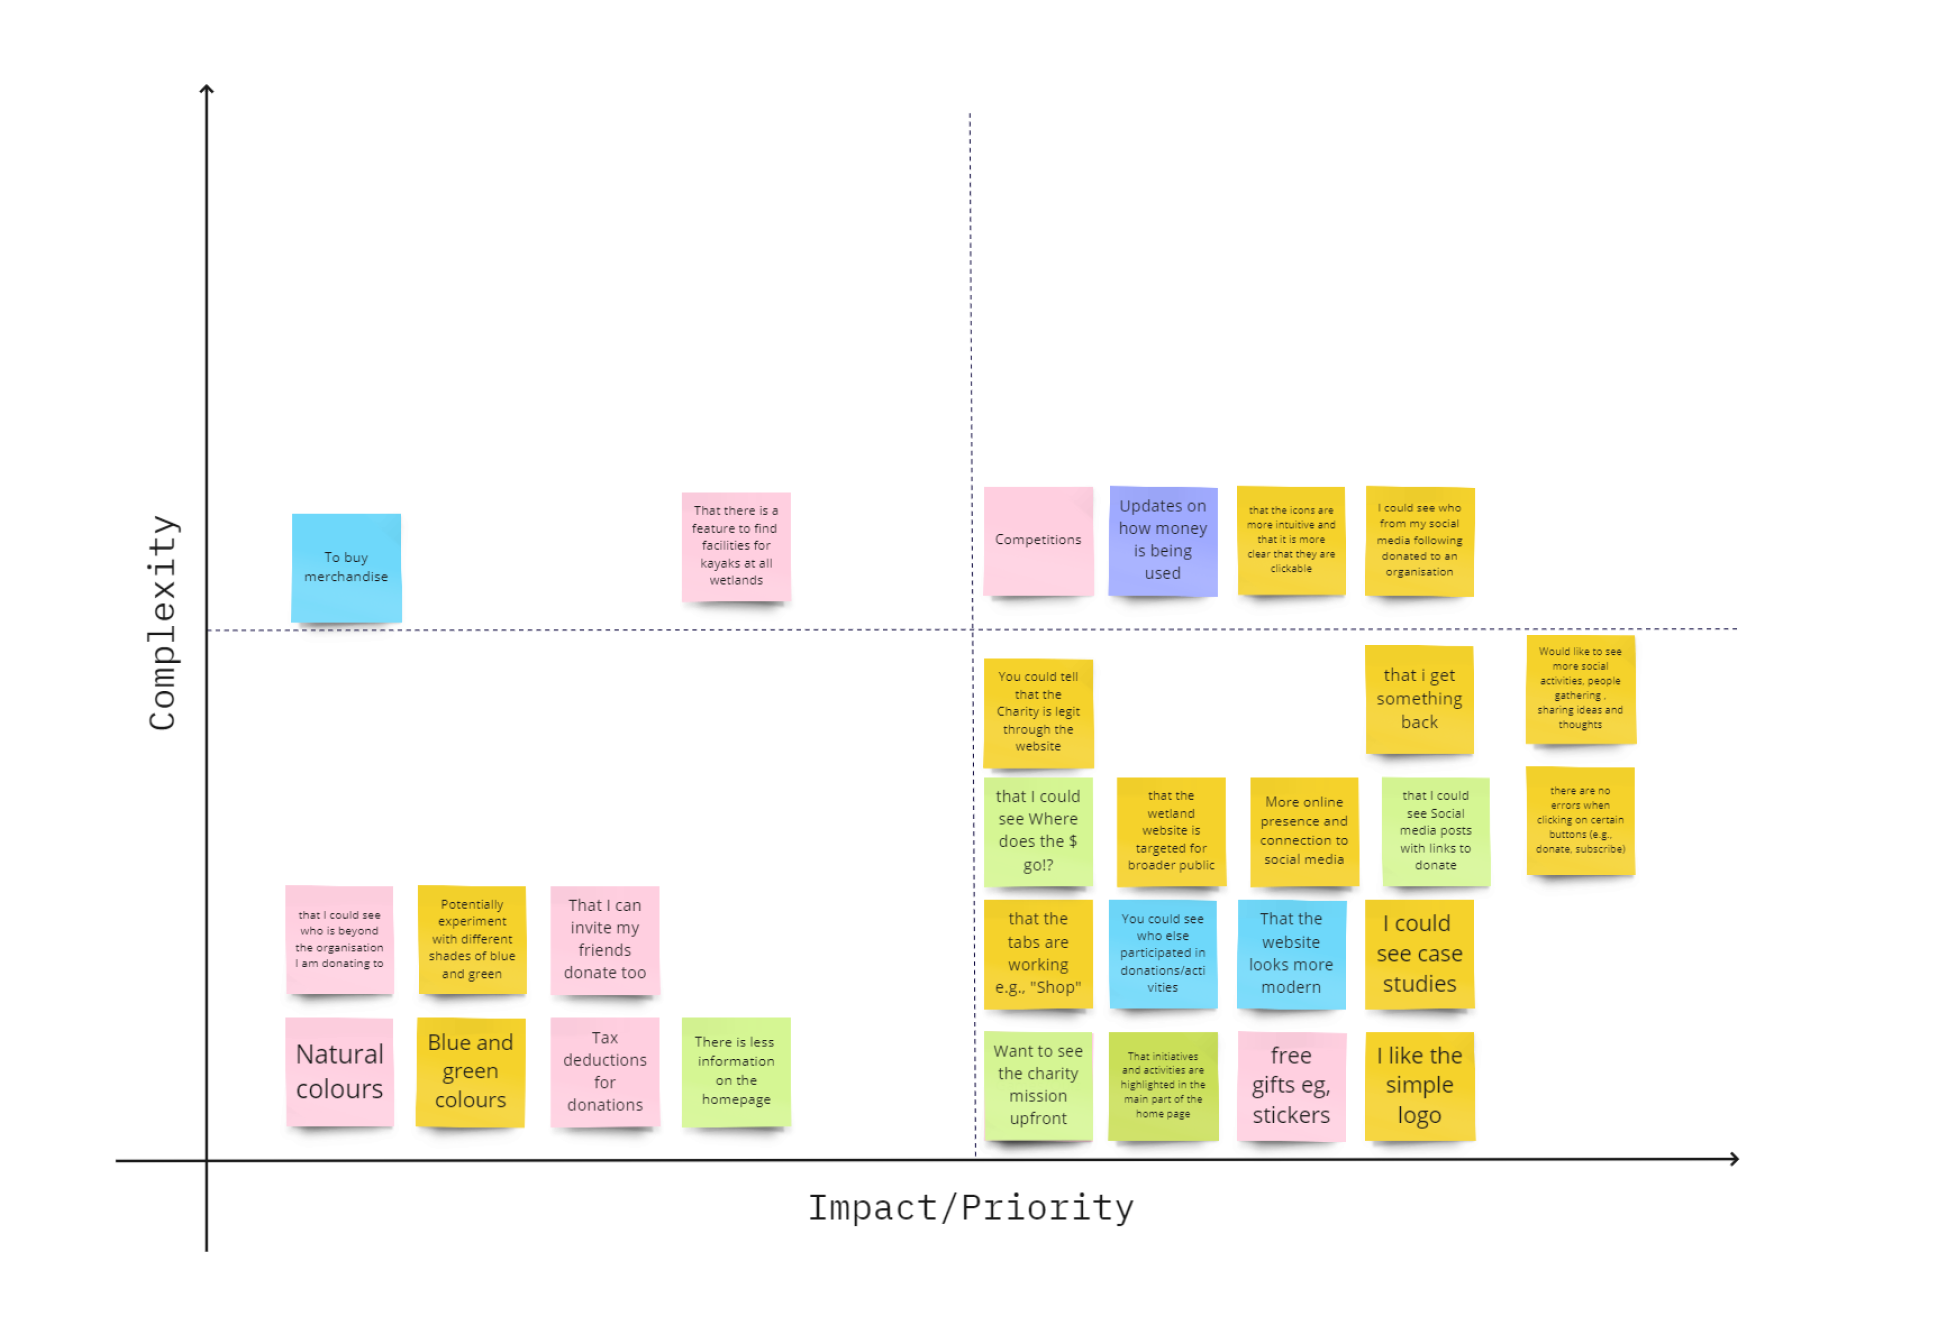 Complexity
To buy
merchandise
That there is a
feature to find
facilities for
kayaks at all
wetlands
Competitions
Updates on
how money
is being
used
that the icons are
more intuitive and
that it is more
clear that they are
clickable
I could see who
from my social
media following
donated to an
organisation
You could tell
that the
Charity is legit
through the
website
that i get
something
back
Would like to see
more social
activities, people
gathering ,
sharing ideas and
thoughts
that I could
see Where
does the $
go!?
that the
wetland
website is
targeted for
broader public
More online
presence and
connection to
social media
that I could
see Social
media posts
with links to
donate
there are no
errors when
clicking on certain
buttons (e.g.,
donate, subscribe)
that I could see
who is beyond
the organisation
I am donating to
Potentially
experiment
with different
shades of blue
and green
That I can
invite my
friends
donate too
that the
tabs are
working
e.g., "Shop"
You could see
who else
participated in
donations/acti
vities
That the
website
looks more
modern
I could
see case
studies
Natural
colours
Blue and
green
colours
Tax
deductions
for
donations
There is less
information
on the
homepage
Want to see
the charity
mission
upfront
That initiatives
and activities are
highlighted in the
main part of the
home page
free
gifts eg,
stickers
I like the
simple
logo
Impact/Priority